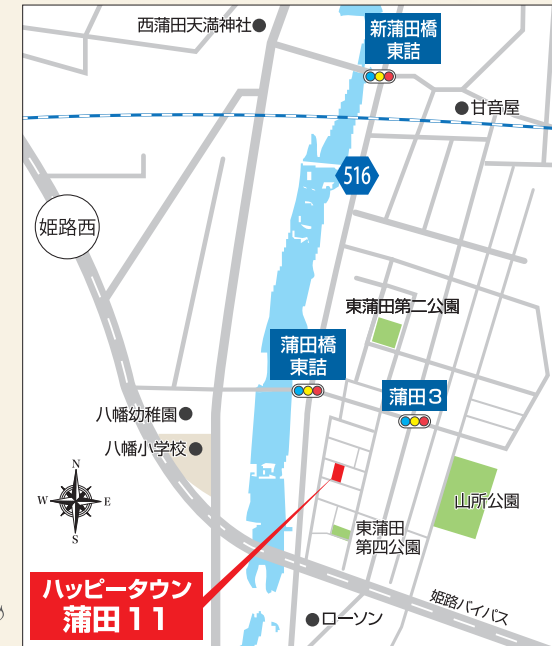 西蒲田天満神社
新蒲田橋
東詰
甘音屋
516
姫路西
東蒲田第二公園
蒲田橋
東詰
蒲田3
八幡幼稚園
八幡小学校
N
W
E
S
山所公園
東蒲田
第四公園
ハッピータウン
蒲田11
姫路バイパス
ローソン